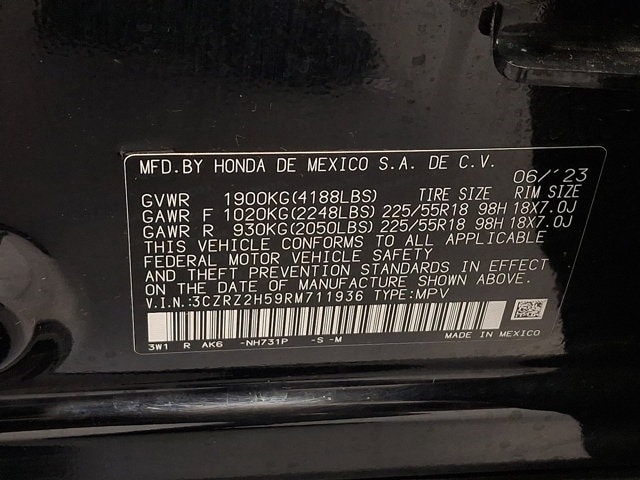 MFD.BY HONDA DE MEXICO S.A. DE C.V.
06/'23
GVWR 1900KG(4188LBS) TIRE SIZE RIM SIZE
GAWR F 1020KG(2248LBS) 225/55R18 98H 18X7.0J
GAWR R 930KG(2050LBS) 225/55R18 98H 18X7.0J
THIS VEHICLE CONFORMS TO ALL APPLICABLE
FEDERAL MOTOR VEHICLE SAFETY
AND THEFT PREVENTION STANDARDS IN EFFECT
ON THE DATE OF MANUFACTURE SHOWN ABOVE.
V.I.N.:3CZRZ2H59RM711936 TYPE:MPV
3W1 R AK6 -NH731P -S -M MADE IN MEXICO